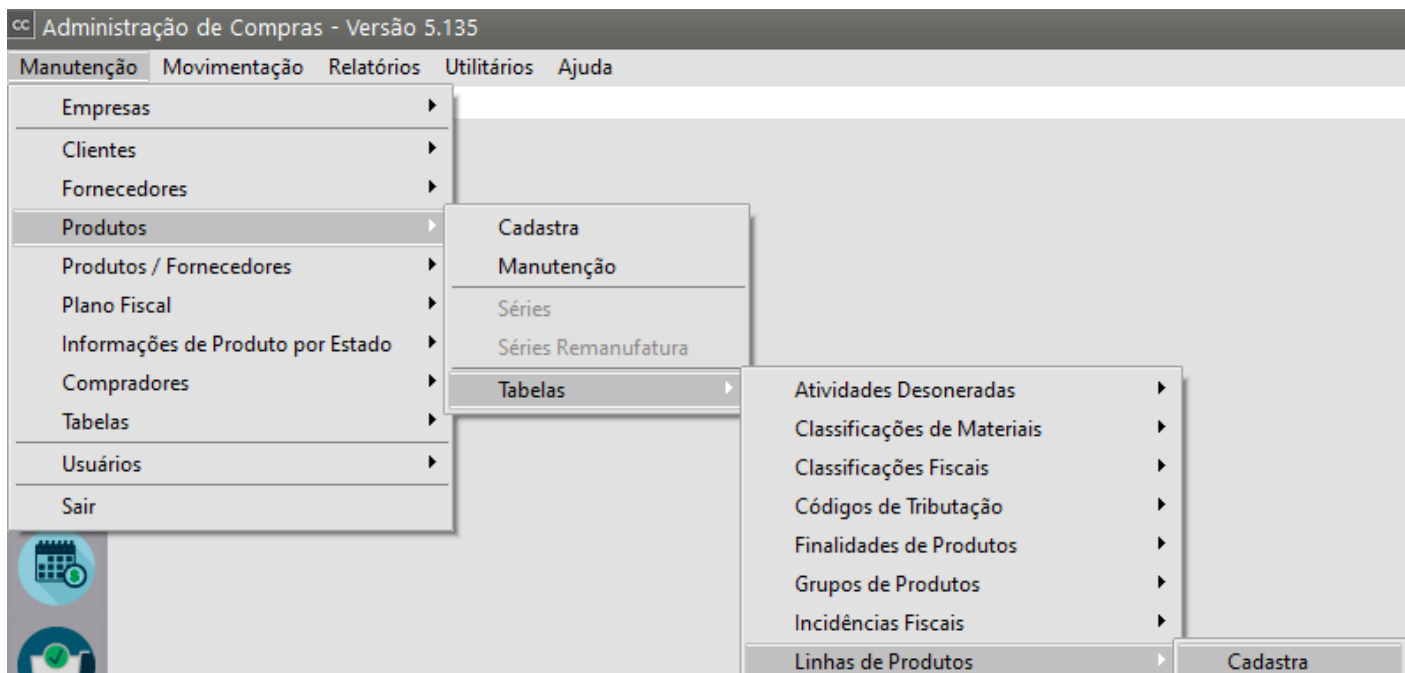 cc Administração de Compras - Versão 5.135
Manutenção Movimentação Relatórios Utilitários Ajuda
Empresas
Clientes
Fornecedores
Produtos
Produtos / Fornecedores
Plano Fiscal
Informações de Produto por Estado
Compradores
Tabelas
Usuários
Sair
Cadastra
Manutenção
Séries
Séries Remanufatura
Tabelas
Atividades Desoneradas
Classificações de Materiais
Classificações Fiscais
Códigos de Tributação
Finalidades de Produtos
Grupos de Produtos
Incidências Fiscais
Linhas de Produtos
Cadastra